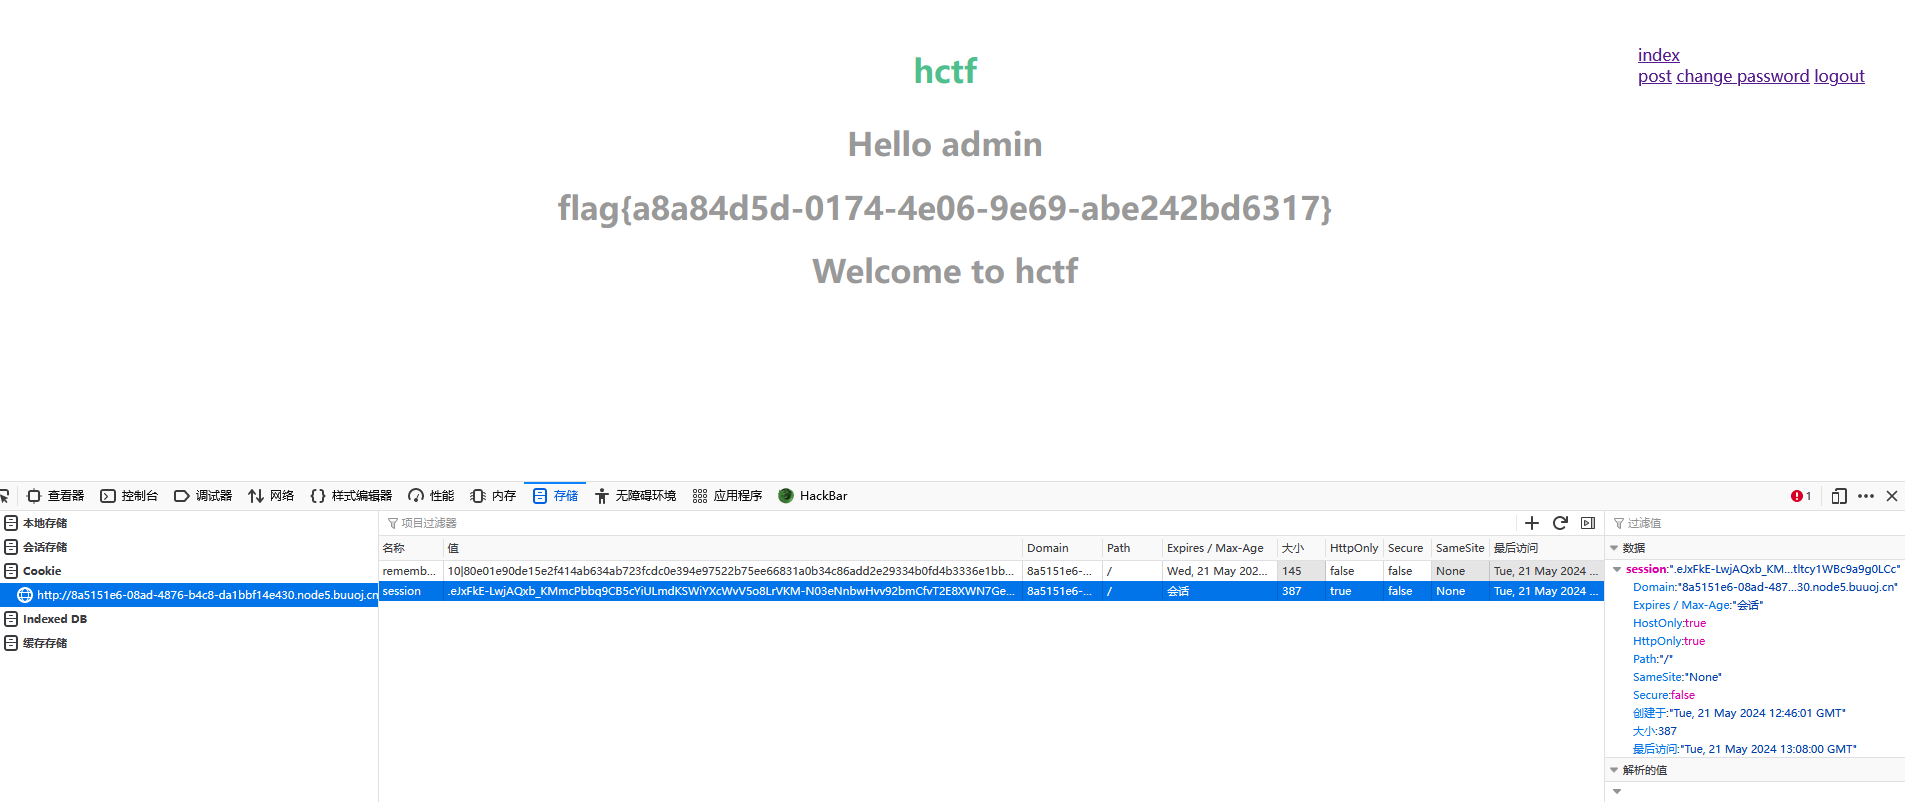 index
post change password logout
hctf
Hello admin
flag{a8a84d5d-0174-4e06-9e69-abe242bd6317}
Welcome to hctf
查看器 控制台 调试器 网络 样式编辑器 性能 内存 存储 无障碍环境 应用程序 HackBar 1
本地存储
会话存储
Cookie
http://8a5151e6-08ad-4876-b4c8-da1bbf14e430.node5.buuoj.cn
Indexed DB
缓存存储
项目过滤器
名称 值 Domain Path Expires / Max-Age 大小 HttpOnly Secure SameSite 最后访问
rememb... 10|80e01e90de15e2f414ab634ab723fcdc0e394e97522b75ee66831a0b34c86add2e29334b0fd4b3336e1bb... 8a5151e6-... / Wed, 21 May 202... 145 false false None Tue, 21 May 2024 ...
session .eJxFkE-LwjAQxb_KMmcPbbq9CB5cYiULmdKSWiYXcWvV5o8LrVKM-N03eNnbwHvv92bmCfvT2E8XWN7Ge... 8a5151e6-... / 会话 387 true false None Tue, 21 May 2024 ...
过滤值
数据
session:".eJxFkE-LwjAQxb_KM...tltcy1WBc9a9g0LCc"
Domain:"8a5151e6-08ad-487...30.node5.buuoj.cn"
Expires / Max-Age:"会话"
HostOnly:true
HttpOnly:true
Path:"/"
SameSite:"None"
Secure:false
创建于:"Tue, 21 May 2024 12:46:01 GMT"
大小:387
最后访问:"Tue, 21 May 2024 13:08:00 GMT"
解析的值